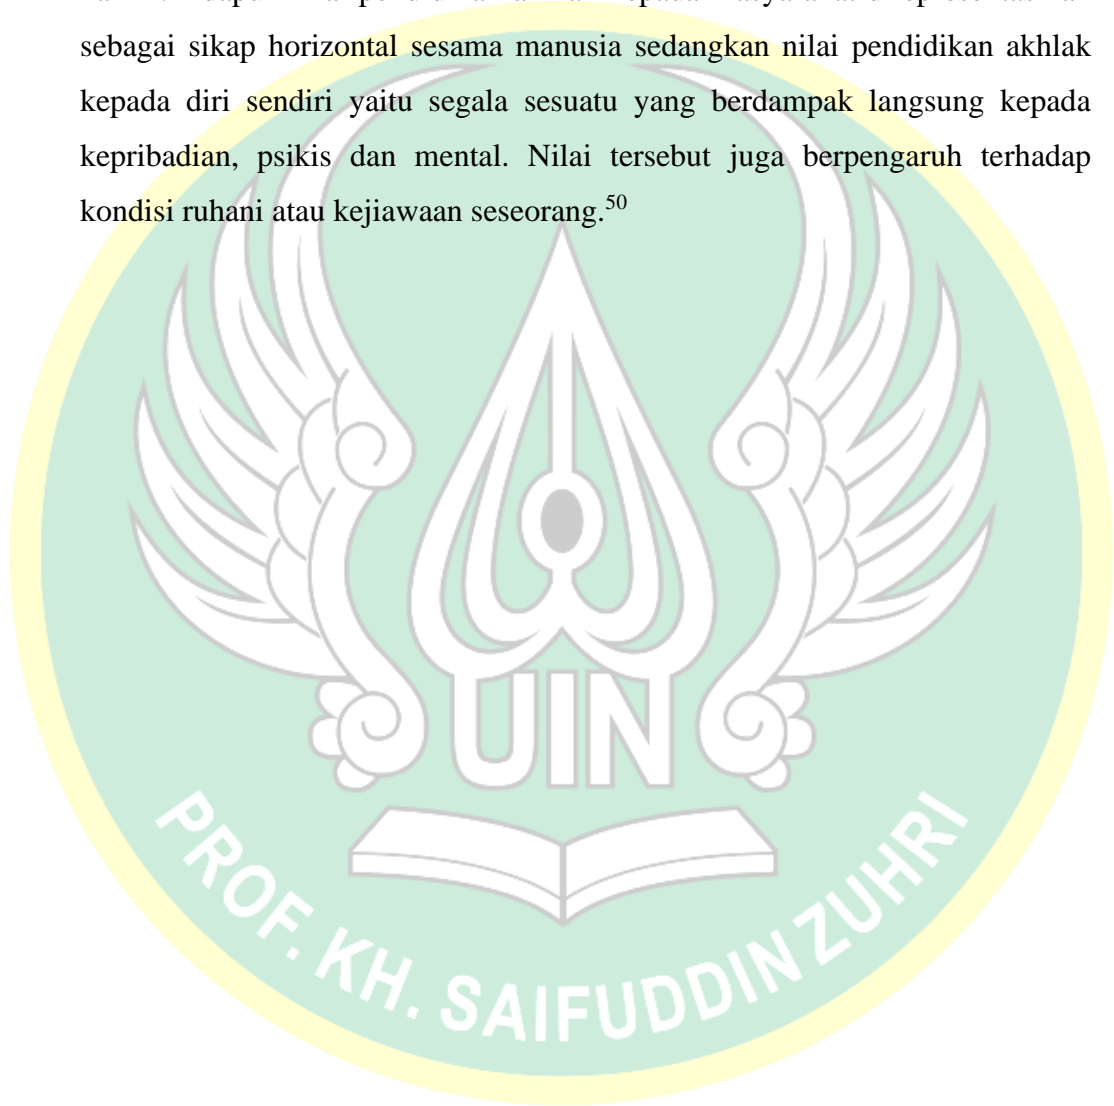 sebagai sikap horizontal sesama manusia sedangkan nilai pendidikan akhlak
kepada diri sendiri yaitu segala sesuatu yang berdampak langsung kepada
kepribadian, psikis dan mental. Nilai tersebut juga berpengaruh terhadap
kondisi ruhani atau kejiwaan seseorang.50
UIN
PROF. KH. SAIFUDDIN ZUHRI